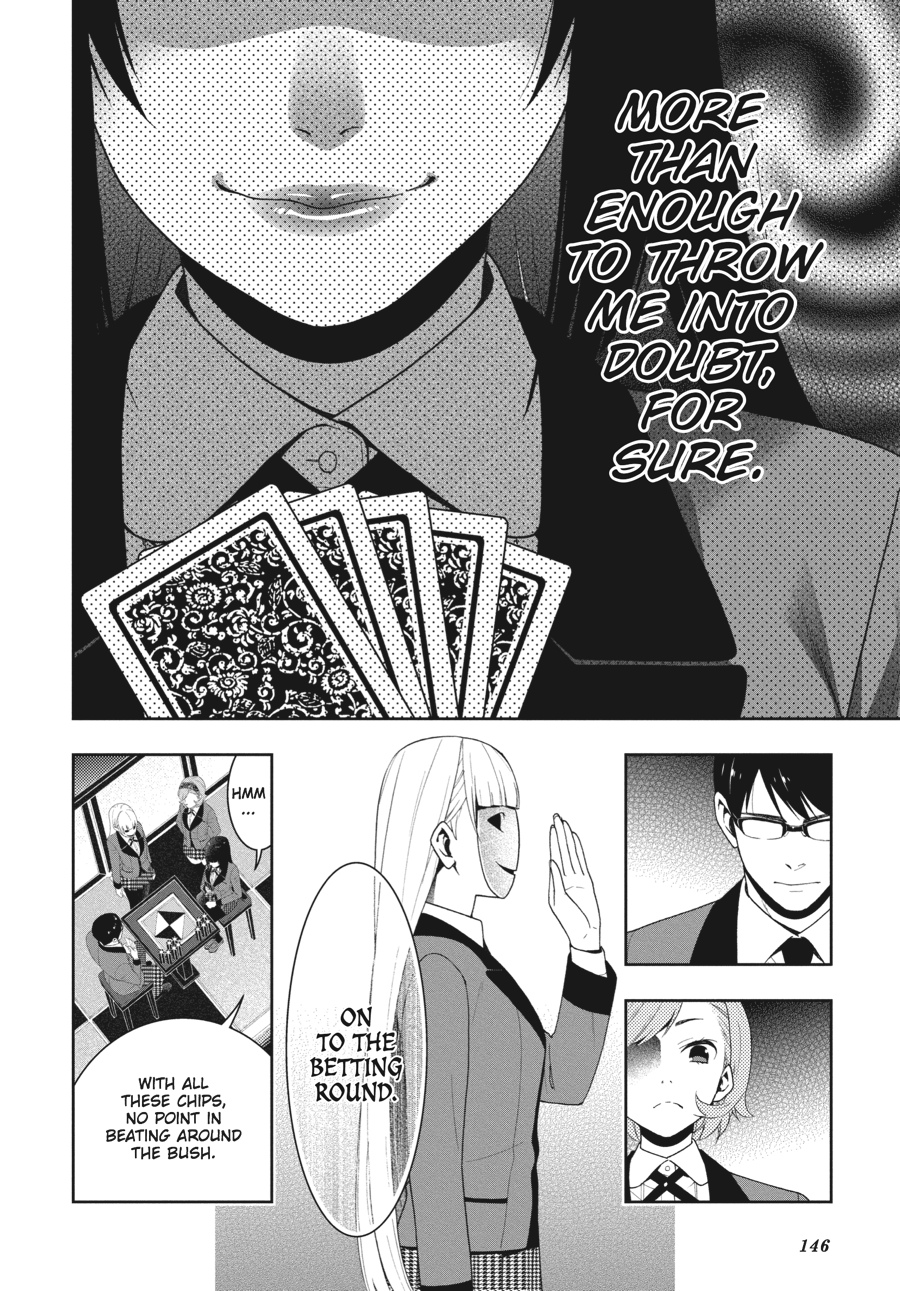 MORE
THAN
ENOUGH
TO THROW
ME INTO
DOUBT,
FOR
SURE.
HMM
...
WITH ALL
THESE CHIPS,
NO POINT IN
BEATING AROUND
THE BUSH.
ON
TO THE
BETTING
ROUND.
146